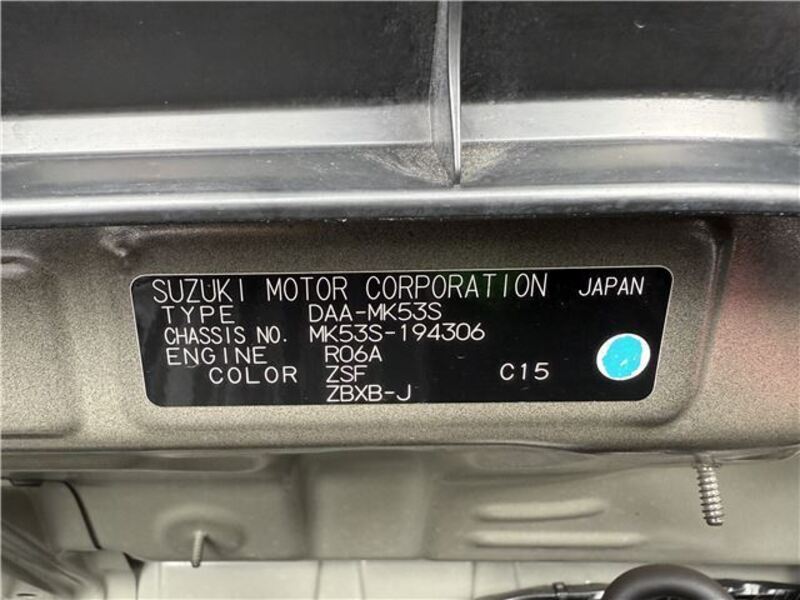 SUZUKI MOTOR CORPORATION JAPAN
TYPE DAA-MK53S
CHASSIS NO. MK53S-194306
ENGINE R06A
COLOR ZSF C15
ZBXB-J